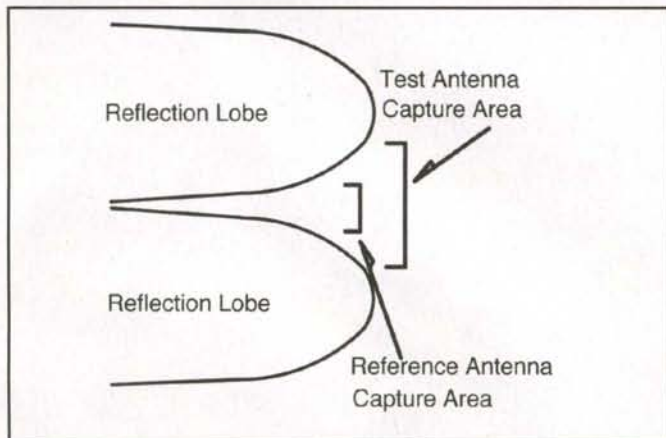 Test Antenna
Capture Area
Reflection Lobe
Reflection Lobe
Reference Antenna
Capture Area